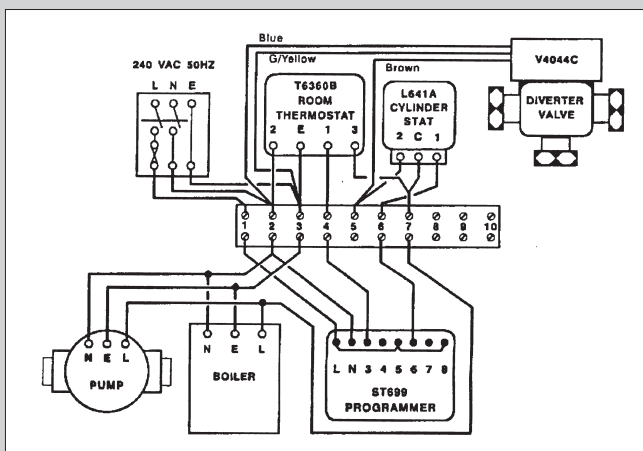 Blue
G/Yellow
Brown
V4044C
DIVERTER
VALVE
240 VAC 50HZ
L N E
T6360B
ROOM
THERMOSTAT
2 E 1 3
L641A
CYLINDER
STAT
2 C 1
1 2 3 4 5 6 7 8 9 10
N E L
PUMP
N E L
BOILER
L N 3 4 5 6 7 8
ST699
PROGRAMMER